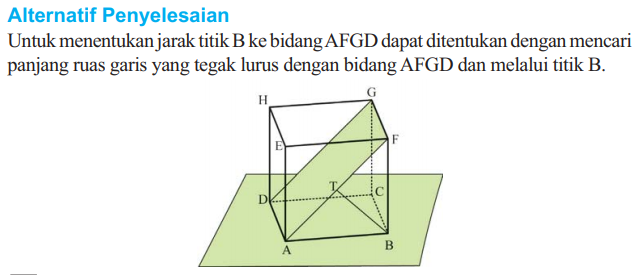 Alternatif Penyelesaian
Untuk menentukan jarak titik B ke bidang AFGD dapat ditentukan dengan mencari
panjang ruas garis yang tegak lurus dengan bidang AFGD dan melalui titik B.
H
G
E
F
T
D
C
A
B